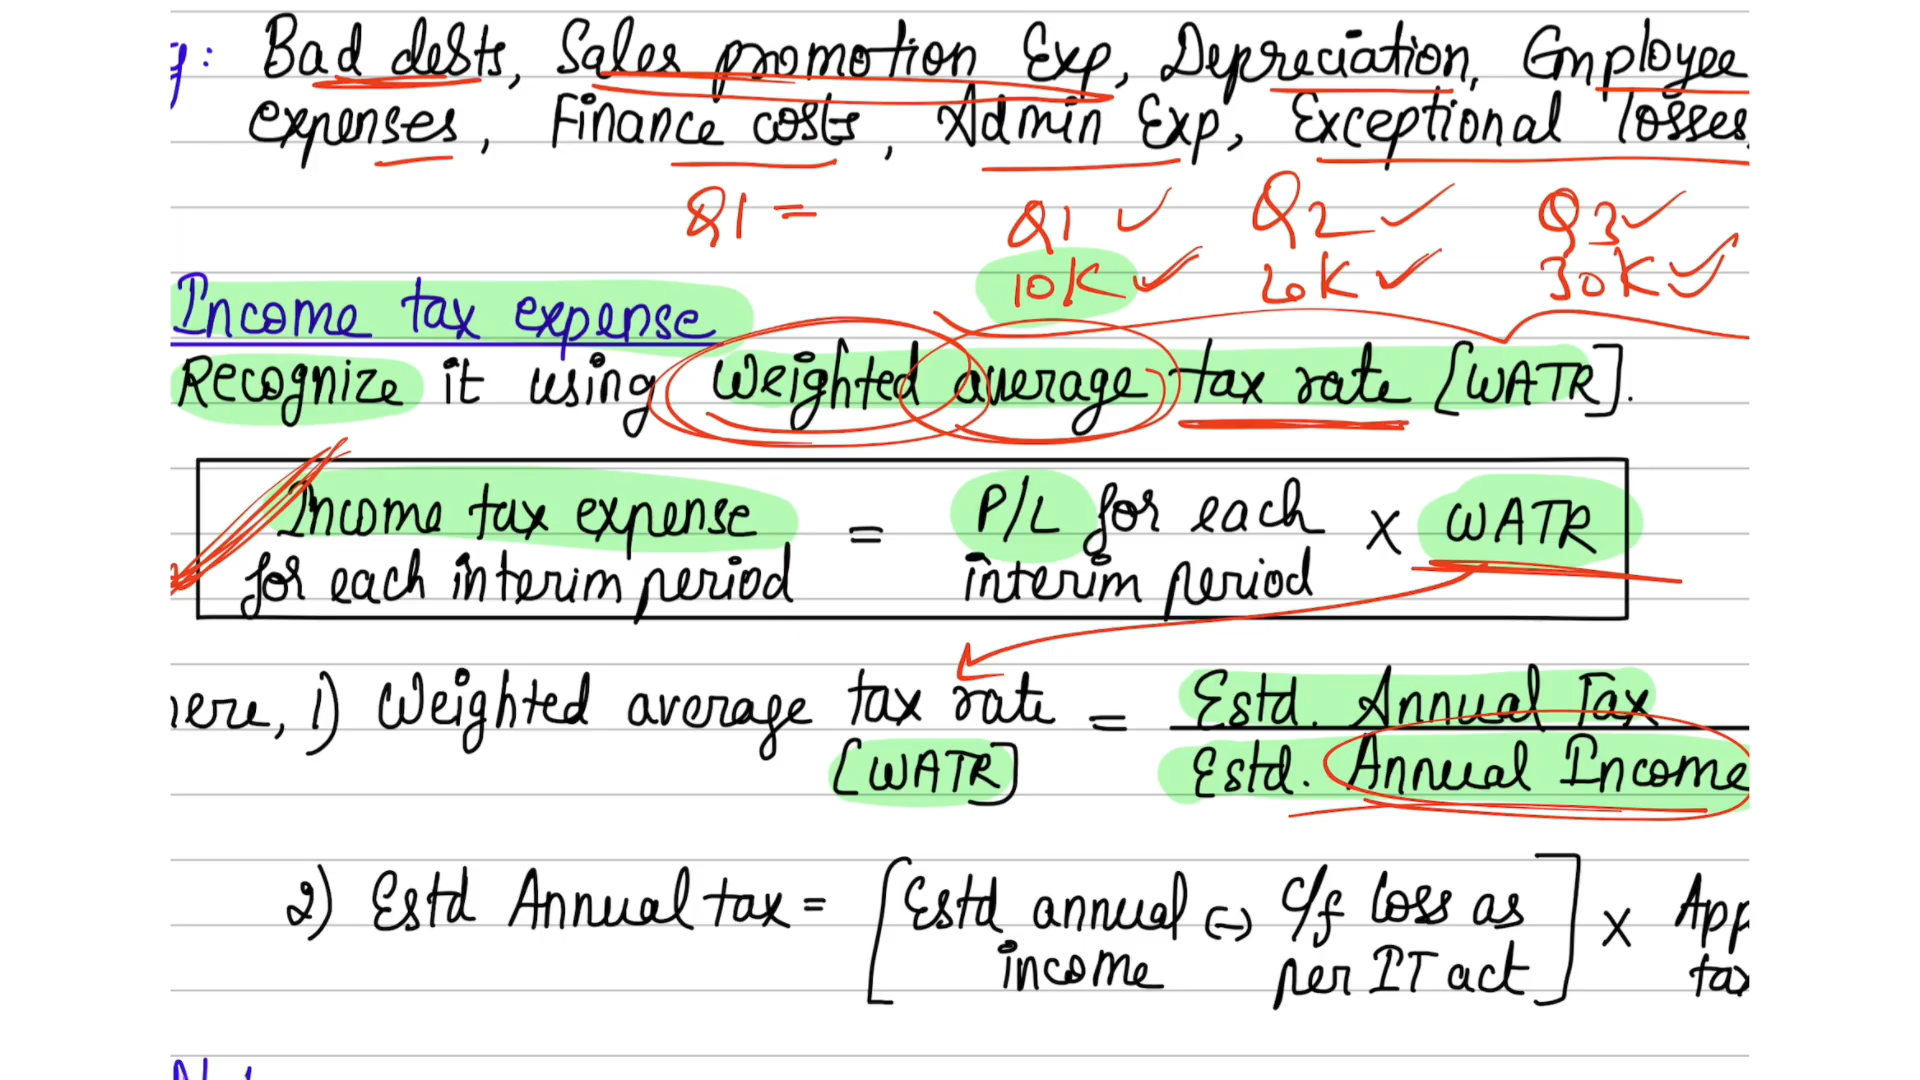 g: Bad debts, Sales promotion Exp, Depreciation, Employee
expenses, Finance costs, Admin Exp, Exceptional losses.
Q1 = Q1 ✓ Q2 ✓ Q3 ✓
10K ✓ 20K ✓ 30K ✓
Income tax expense
Recognize it using Weighted average tax rate [WATR].
Income tax expense = P/L for each × WATR
for each interim period interim period
here, 1) Weighted average tax rate = Estd. Annual Tax
[WATR] Estd. Annual Income
2) Estd Annual tax = [Estd annual (-) C/f loss as] × App
income per IT act tax